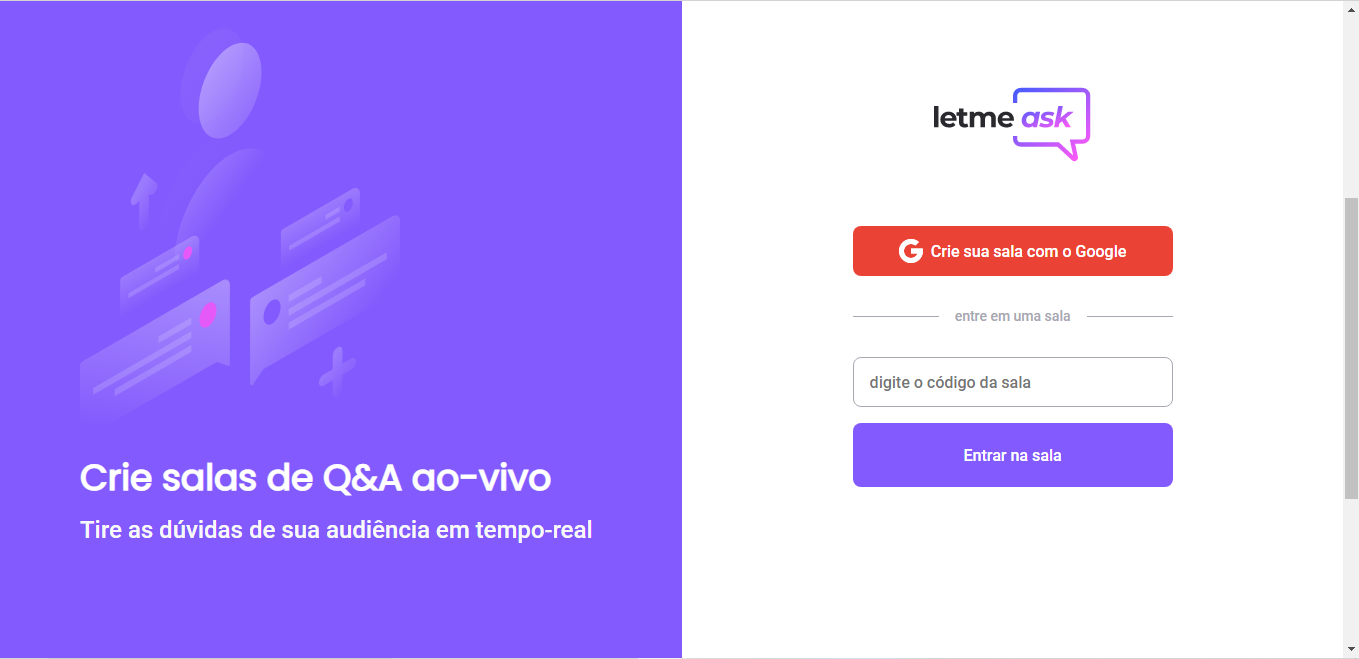 Crie salas de Q&A ao-vivo
Tire as dúvidas de sua audiência em tempo-real
letme ask
Crie sua sala com o Google
entre em uma sala
digite o código da sala
Entrar na sala